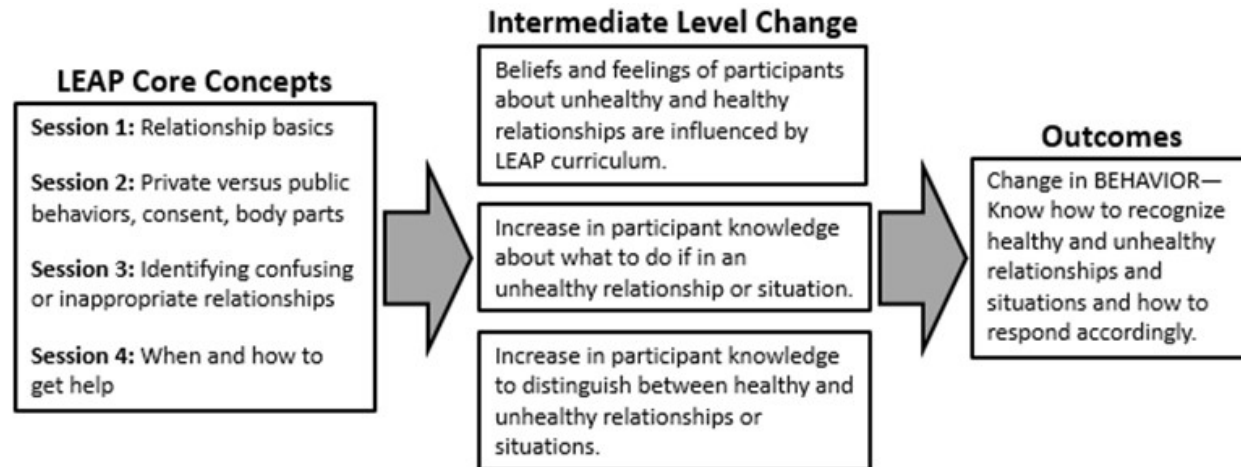 LEAP Core Concepts
Session 1: Relationship basics
Session 2: Private versus public
behaviors, consent, body parts
Session 3: Identifying confusing
or inappropriate relationships
Session 4: When and how to
get help
Intermediate Level Change
Beliefs and feelings of participants
about unhealthy and healthy
relationships are influenced by
LEAP curriculum.
Increase in participant knowledge
about what to do if in an
unhealthy relationship or situation.
Increase in participant knowledge
to distinguish between healthy and
unhealthy relationships or
situations.
Outcomes
Change in BEHAVIOR—
Know how to recognize
healthy and unhealthy
relationships and
situations and how to
respond accordingly.